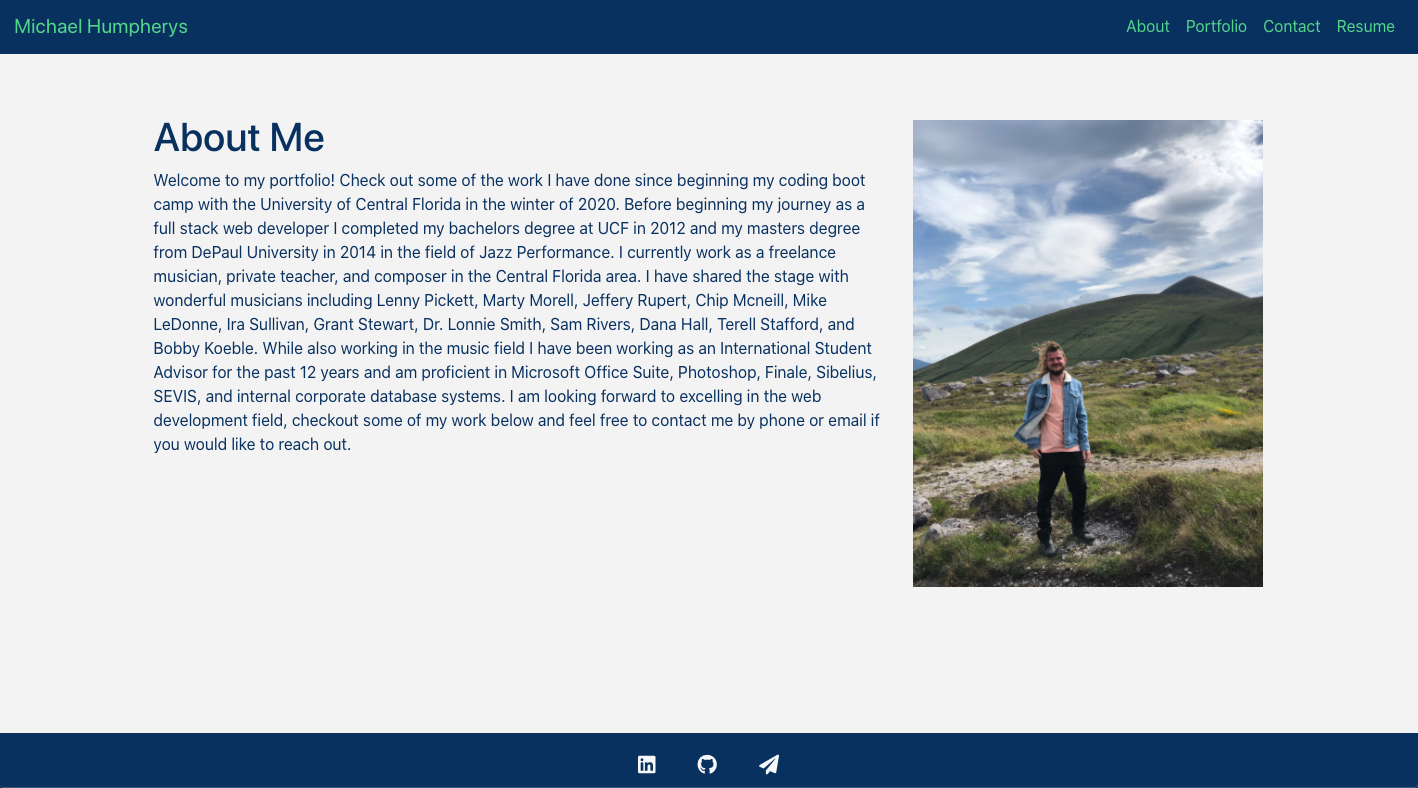 Michael Humpherys
About Portfolio Contact Resume
About Me
Welcome to my portfolio! Check out some of the work I have done since beginning my coding boot
camp with the University of Central Florida in the winter of 2020. Before beginning my journey as a
full stack web developer I completed my bachelors degree at UCF in 2012 and my masters degree
from DePaul University in 2014 in the field of Jazz Performance. I currently work as a freelance
musician, private teacher, and composer in the Central Florida area. I have shared the stage with
wonderful musicians including Lenny Pickett, Marty Morell, Jeffery Rupert, Chip Mcneill, Mike
LeDonne, Ira Sullivan, Grant Stewart, Dr. Lonnie Smith, Sam Rivers, Dana Hall, Terell Stafford, and
Bobby Koeble. While also working in the music field I have been working as an International Student
Advisor for the past 12 years and am proficient in Microsoft Office Suite, Photoshop, Finale, Sibelius,
SEVIS, and internal corporate database systems. I am looking forward to excelling in the web
development field, checkout some of my work below and feel free to contact me by phone or email if
you would like to reach out.